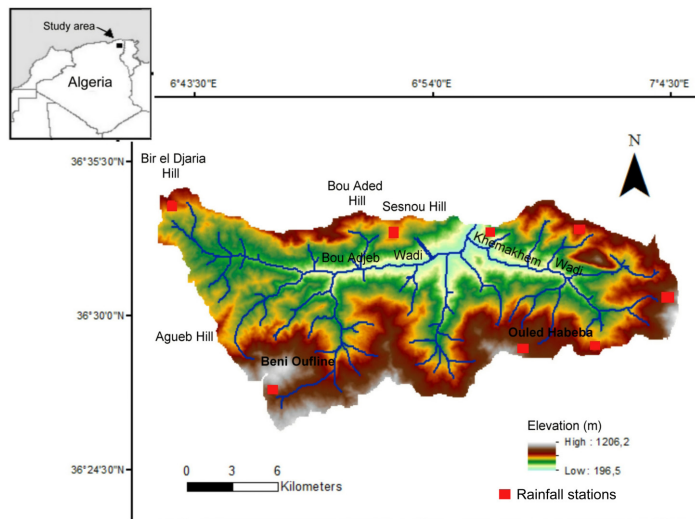 Study area
Algeria
6°43'30"E
6°54'0"E
7°4'30"E
36°35'30"N
36°30'0"N
36°24'30"N
N
Bir el Djaria
Hill
Bou Aded
Hill
Sesnou Hill
Bou Adjeb Wadi
Khemakhem Wadi
Agueb Hill
Beni Oufline
Ouled Habeba
Elevation (m)
High : 1206,2
Low : 196,5
0 3 6
Kilometers
Rainfall stations